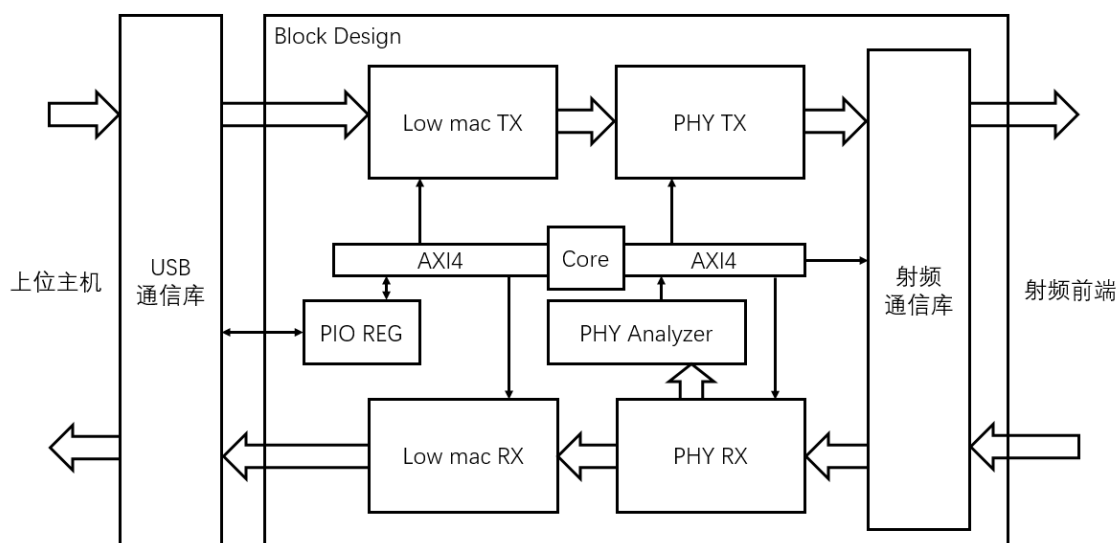 Block Design
Low mac TX
PHY TX
上位主机
USB
通信库
AXI4
Core
AXI4
射频
通信库
射频前端
PIO REG
PHY Analyzer
Low mac RX
PHY RX